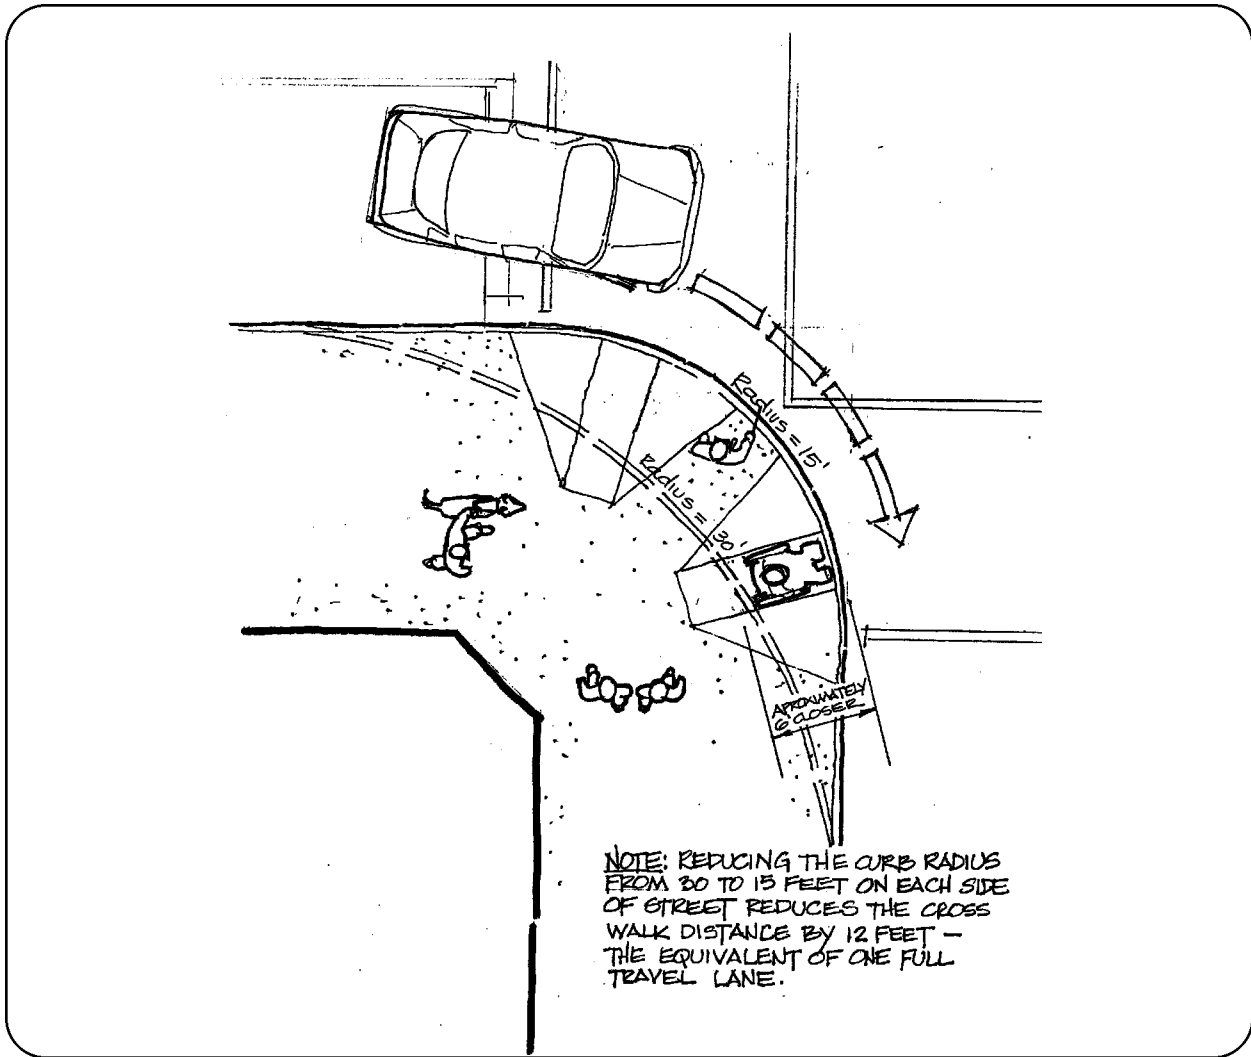 Radius = 15'
Radius = 30'
APROXIMATELY
6' CLOSER
NOTE: REDUCING THE CURB RADIUS
FROM 30 TO 15 FEET ON EACH SIDE
OF STREET REDUCES THE CROSS
WALK DISTANCE BY 12 FEET –
THE EQUIVALENT OF ONE FULL
TRAVEL LANE.